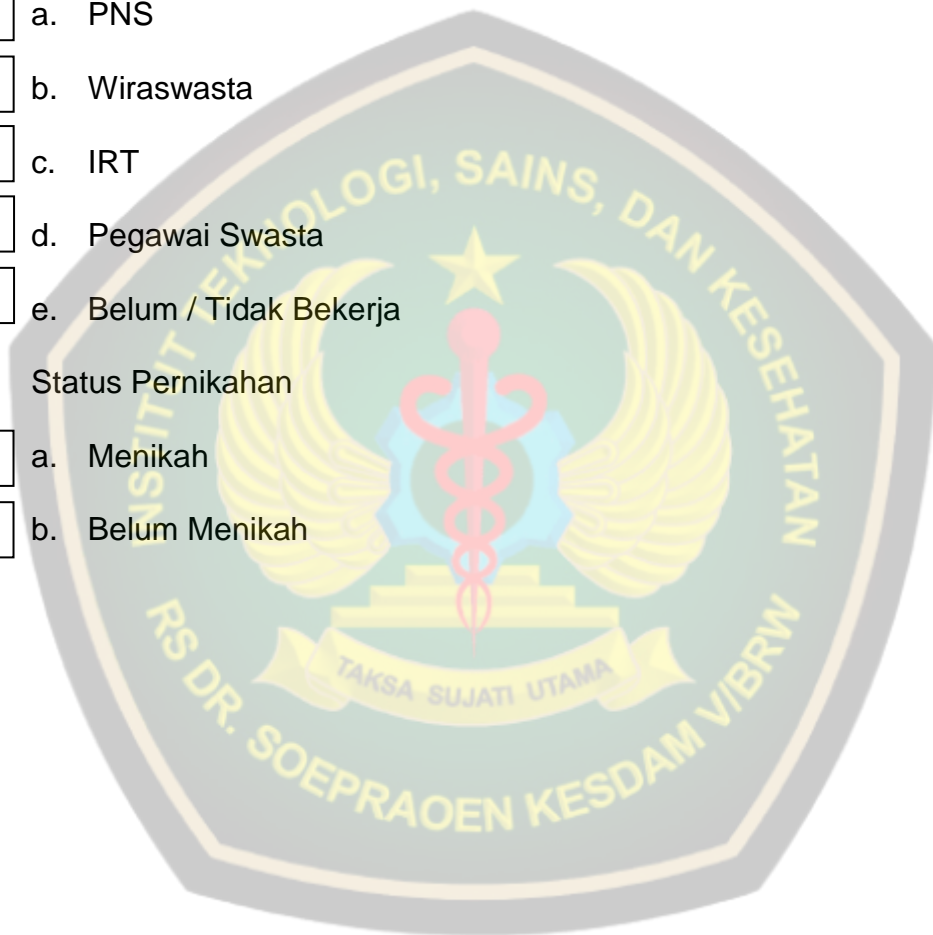 a. PNS
b. Wiraswasta
c. IRT
d. Pegawai Swasta
e. Belum / Tidak Bekerja
Status Pernikahan
a. Menikah
b. Belum Menikah
INSTITUT TEKNOLOGI, SAINS, DAN KESEHATAN
TAKSA SUJATI UTAMA
RS DR. SOEPRAOEN KESDAM V/BRW